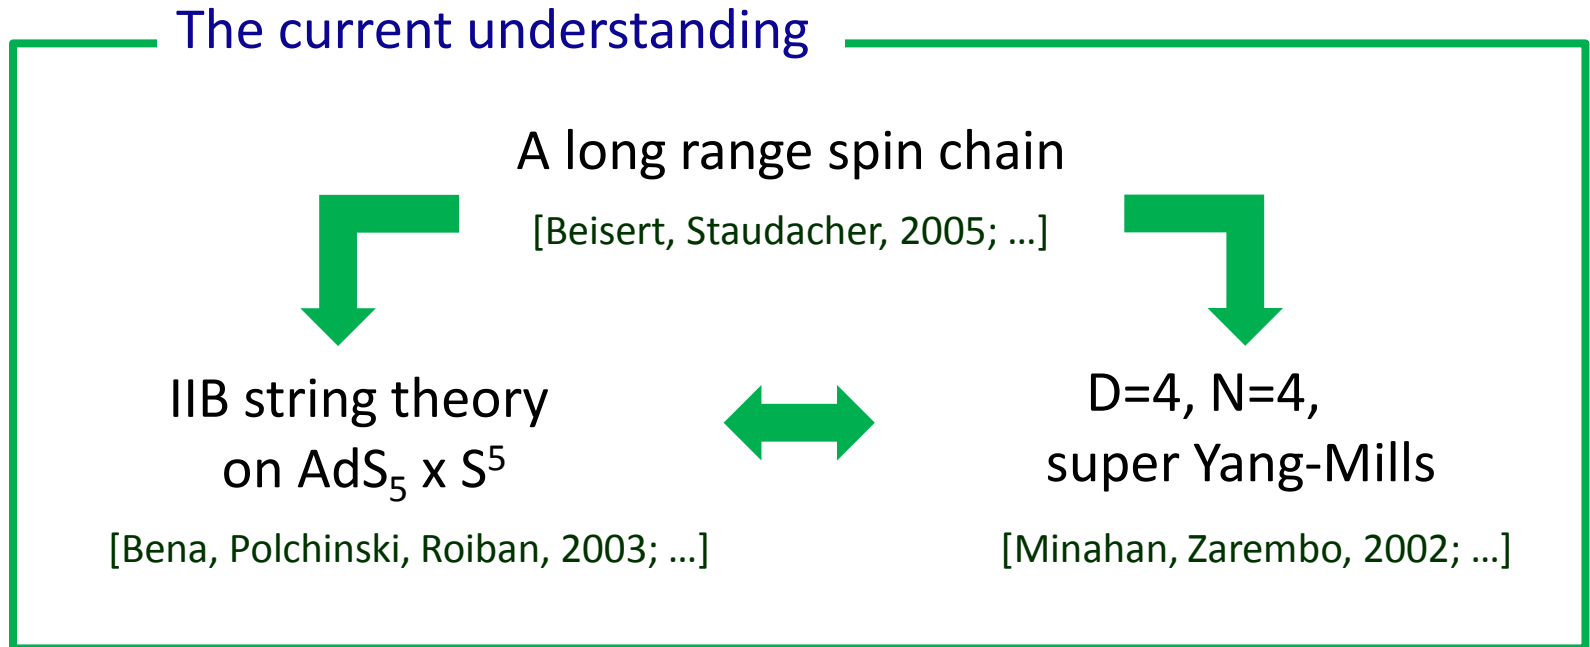 The current understanding
A long range spin chain
[Beisert, Staudacher, 2005; …]
IIB string theory
on AdS₅ x S⁵
[Bena, Polchinski, Roiban, 2003; …]
D=4, N=4,
super Yang-Mills
[Minahan, Zarembo, 2002; …]